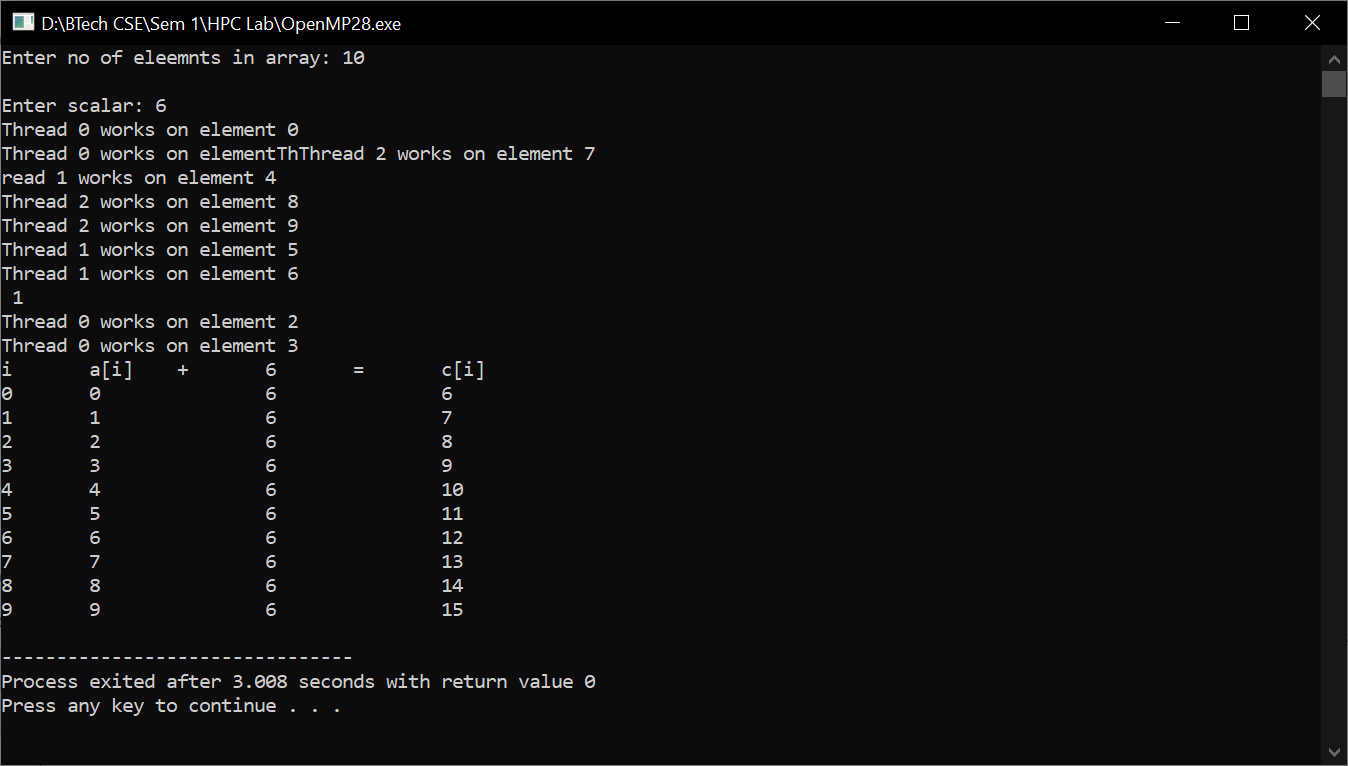 D:\BTech CSE\Sem 1\HPC Lab\OpenMP28.exe
Enter no of eleemnts in array: 10
Enter scalar: 6
Thread 0 works on element 0
Thread 0 works on elementThThread 2 works on element 7
read 1 works on element 4
Thread 2 works on element 8
Thread 2 works on element 9
Thread 1 works on element 5
Thread 1 works on element 6
 1
Thread 0 works on element 2
Thread 0 works on element 3
i       a[i]    +       6       =       c[i]
0       0               6               6
1       1               6               7
2       2               6               8
3       3               6               9
4       4               6               10
5       5               6               11
6       6               6               12
7       7               6               13
8       8               6               14
9       9               6               15
--------------------------------
Process exited after 3.008 seconds with return value 0
Press any key to continue . . .